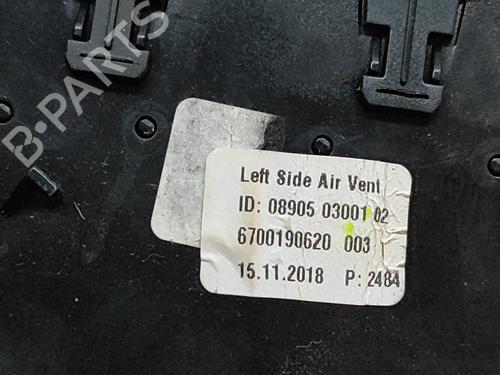 B-PARTS
Left Side Air Vent
ID: 08905 03001 02
6700190620 003
15.11.2018 P: 2484